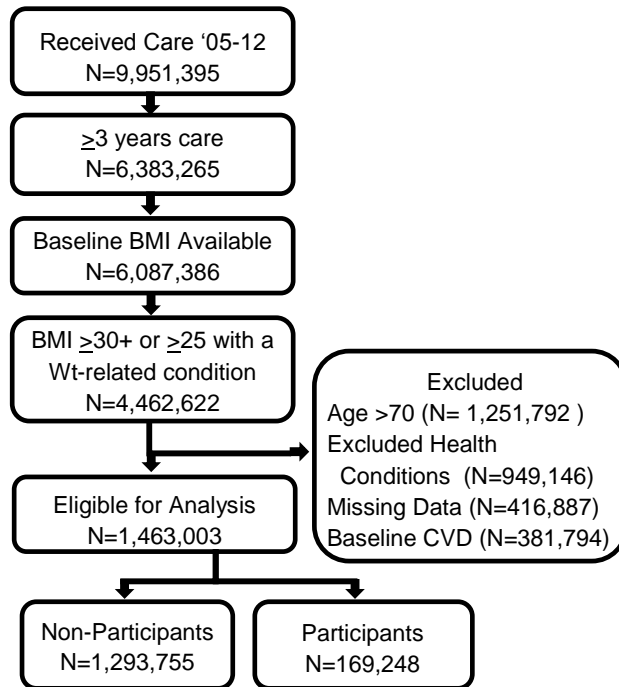 Received Care ‘05-12
N=9,951,395
≥3 years care
N=6,383,265
Baseline BMI Available
N=6,087,386
BMI ≥30+ or ≥25 with a
Wt-related condition
N=4,462,622
Excluded
Age >70 (N= 1,251,792 )
Excluded Health
Conditions (N=949,146)
Missing Data (N=416,887)
Baseline CVD (N=381,794)
Eligible for Analysis
N=1,463,003
Non-Participants
N=1,293,755
Participants
N=169,248